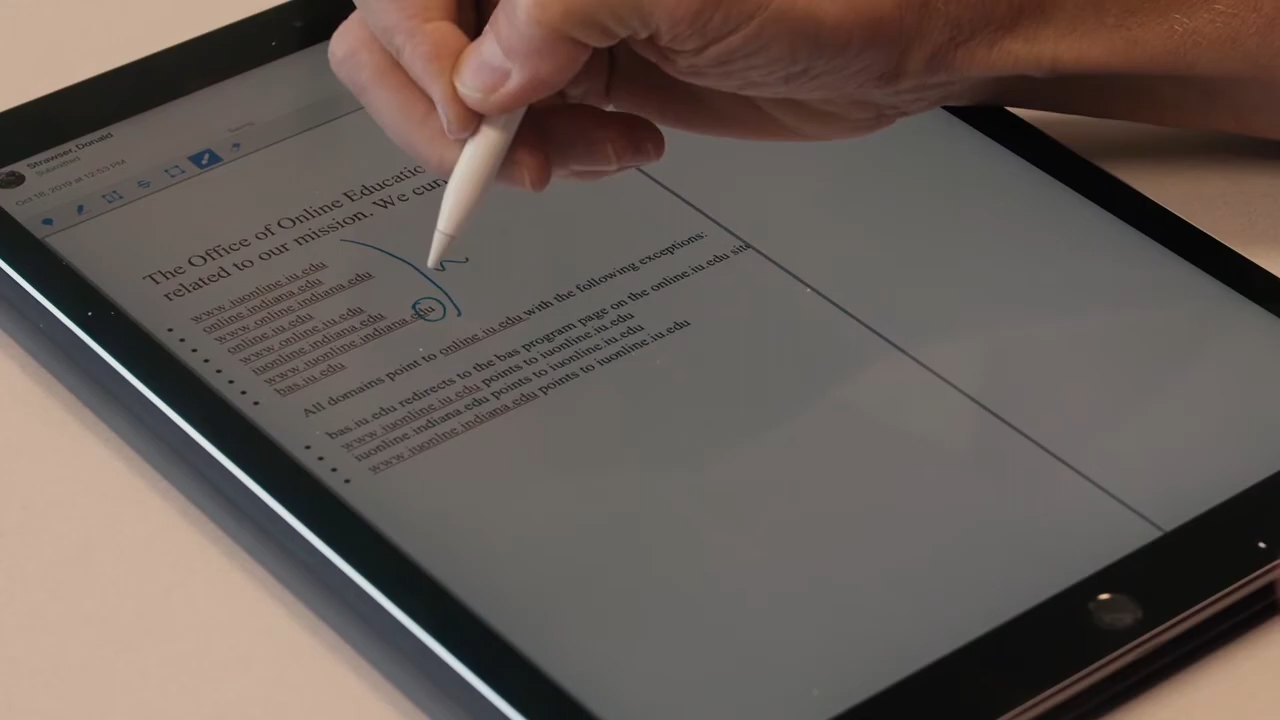 Strawser, Donald
Submitted
Oct 16, 2019 at 12:53 PM
The Office of Online Educatio
related to our mission. We curr
www.iuonline.iu.edu
online.indiana.edu
www.online.indiana.edu
online.iu.edu
www.online.iu.edu
iuonline.indiana.edu
www.iuonline.indiana.edu
bas.iu.edu
All domains point to online.iu.edu with the following exceptions:
bas.iu.edu redirects to the bas program page on the online.iu.edu site
www.iuonline.iu.edu points to iuonline.iu.edu
iuonline.indiana.edu points to iuonline.iu.edu
www.iuonlne.indiana.edu points to iuonline.iu.edu